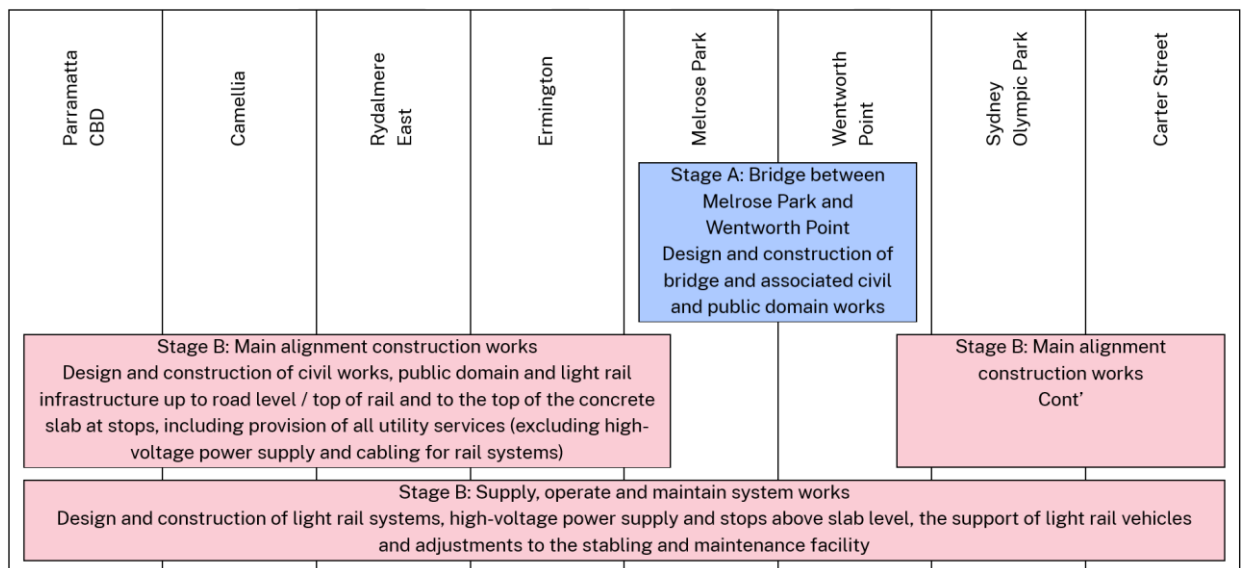 Parramatta
CBD
Camellia
Rydalmere
East
Ermington
Melrose Park
Wentworth
Point
Sydney
Olympic Park
Carter Street
Stage A: Bridge between
Melrose Park and
Wentworth Point
Design and construction of
bridge and associated civil
and public domain works
Stage B: Main alignment construction works
Design and construction of civil works, public domain and light rail
infrastructure up to road level / top of rail and to the top of the concrete
slab at stops, including provision of all utility services (excluding high-
voltage power supply and cabling for rail systems)
Stage B: Main alignment
construction works
Cont’
Stage B: Supply, operate and maintain system works
Design and construction of light rail systems, high-voltage power supply and stops above slab level, the support of light rail vehicles
and adjustments to the stabling and maintenance facility